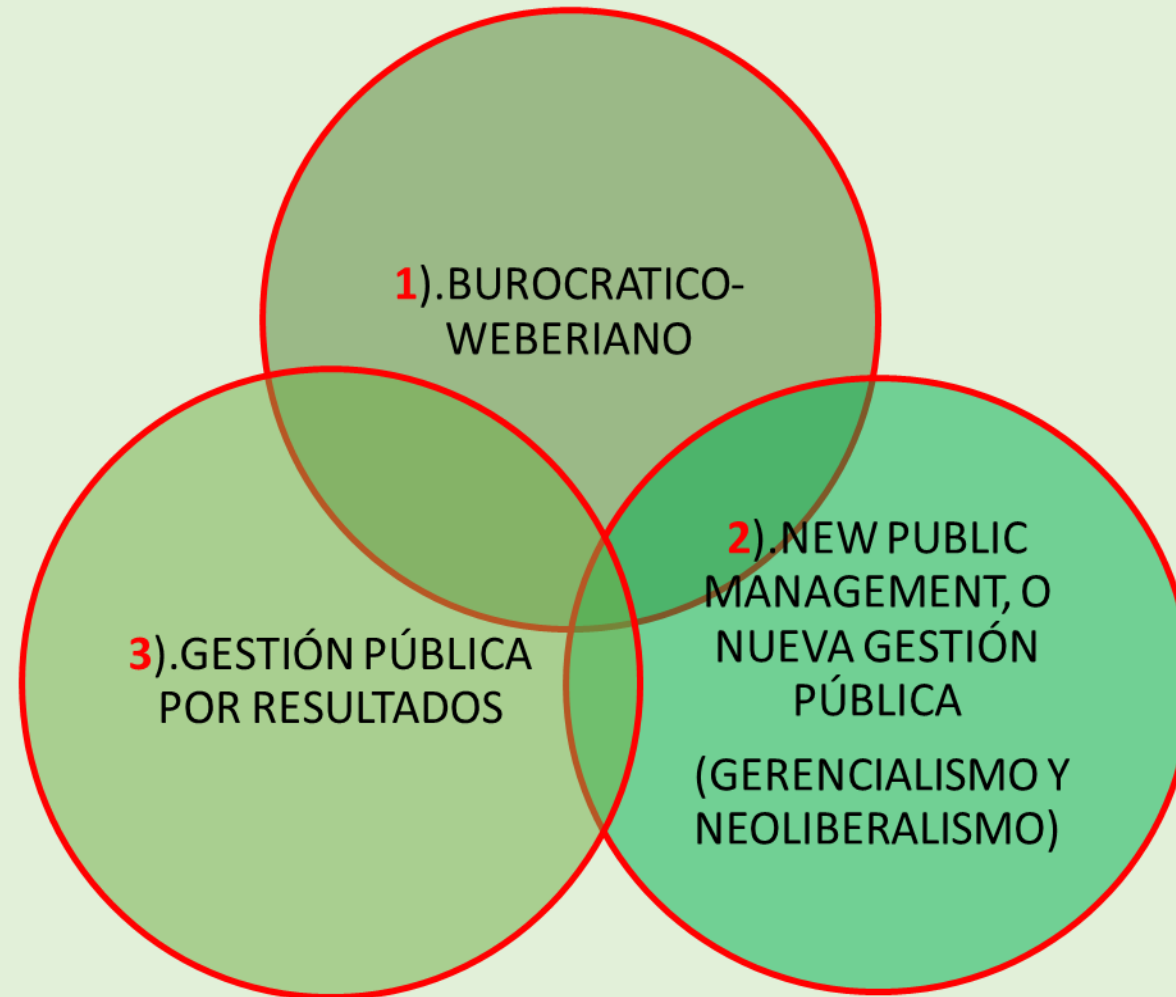 1).BUROCRATICO-
WEBERIANO
2).NEW PUBLIC
MANAGEMENT, O
NUEVA GESTIÓN
PÚBLICA
(GERENCIALISMO Y
NEOLIBERALISMO)
3).GESTIÓN PÚBLICA
POR RESULTADOS